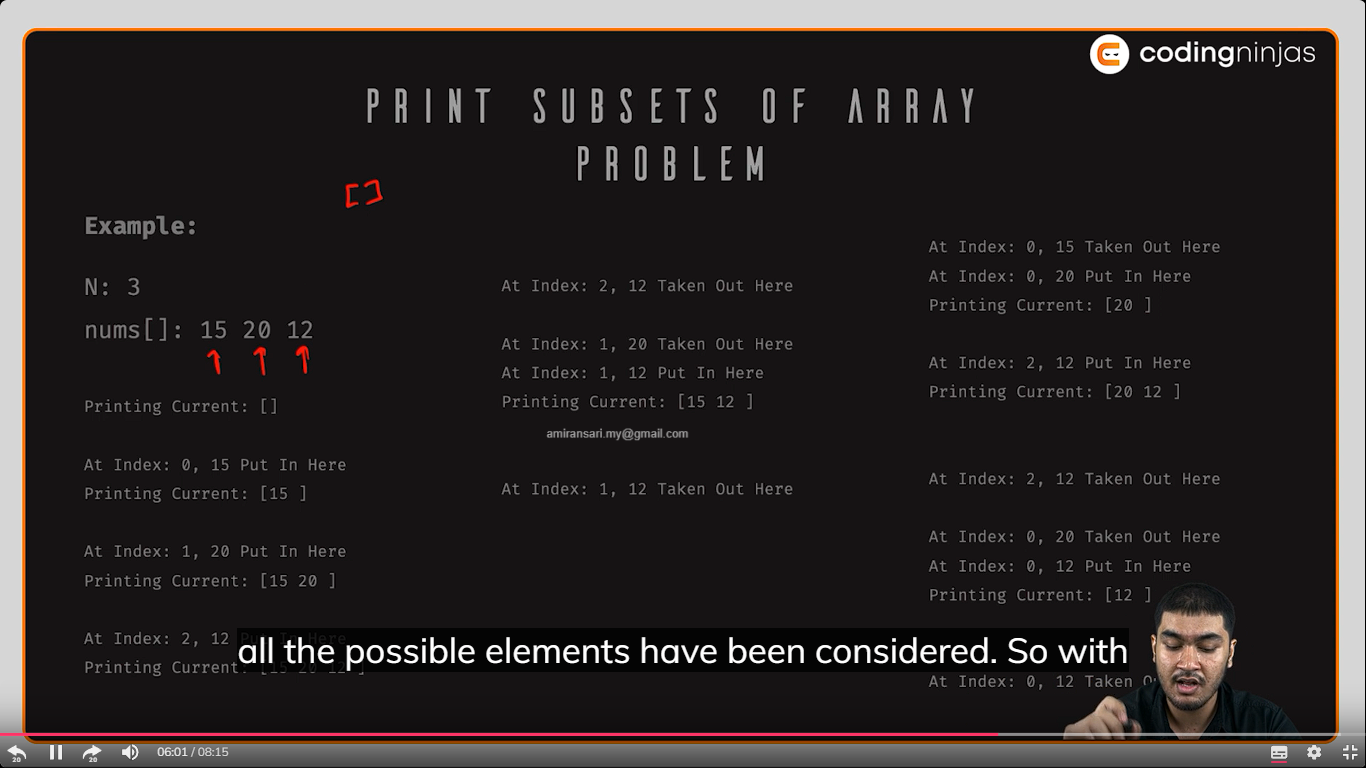 codingninjas
PRINT SUBSETS OF ARRAY
PROBLEM
[]
Example:
N: 3
nums[]: 15 20 12
Printing Current: []
At Index: 0, 15 Put In Here
Printing Current: [15 ]
At Index: 1, 20 Put In Here
Printing Current: [15 20 ]
At Index: 2, 12 Put In Here
Printing Current: [15 20 12 ]
At Index: 2, 12 Taken Out Here
At Index: 1, 20 Taken Out Here
At Index: 1, 12 Put In Here
Printing Current: [15 12 ]
amiransari.my@gmail.com
At Index: 1, 12 Taken Out Here
At Index: 0, 15 Taken Out Here
At Index: 0, 20 Put In Here
Printing Current: [20 ]
At Index: 2, 12 Put In Here
Printing Current: [20 12 ]
At Index: 2, 12 Taken Out Here
At Index: 0, 20 Taken Out Here
At Index: 0, 12 Put In Here
Printing Current: [12 ]
At Index: 0, 12 Taken
all the possible elements have been considered. So with
20 20 06:01 / 08:15